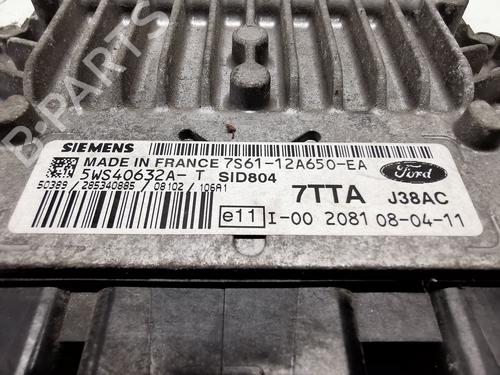 B-PARTS
SIEMENS
MADE IN FRANCE 7S61-12A650-EA
5WS40632A- T SID804
50389 / 285340885 / 08102 / 106A1
7TTA J38AC
Ford
e11 I-00 2081 08-04-11